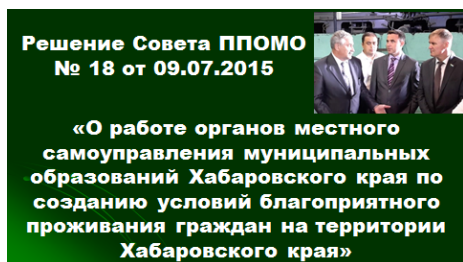 Решение Совета ППОМО
№ 18 от 09.07.2015
«О работе органов местного
самоуправления муниципальных
образований Хабаровского края по
созданию условий благоприятного
проживания граждан на территории
Хабаровского края»